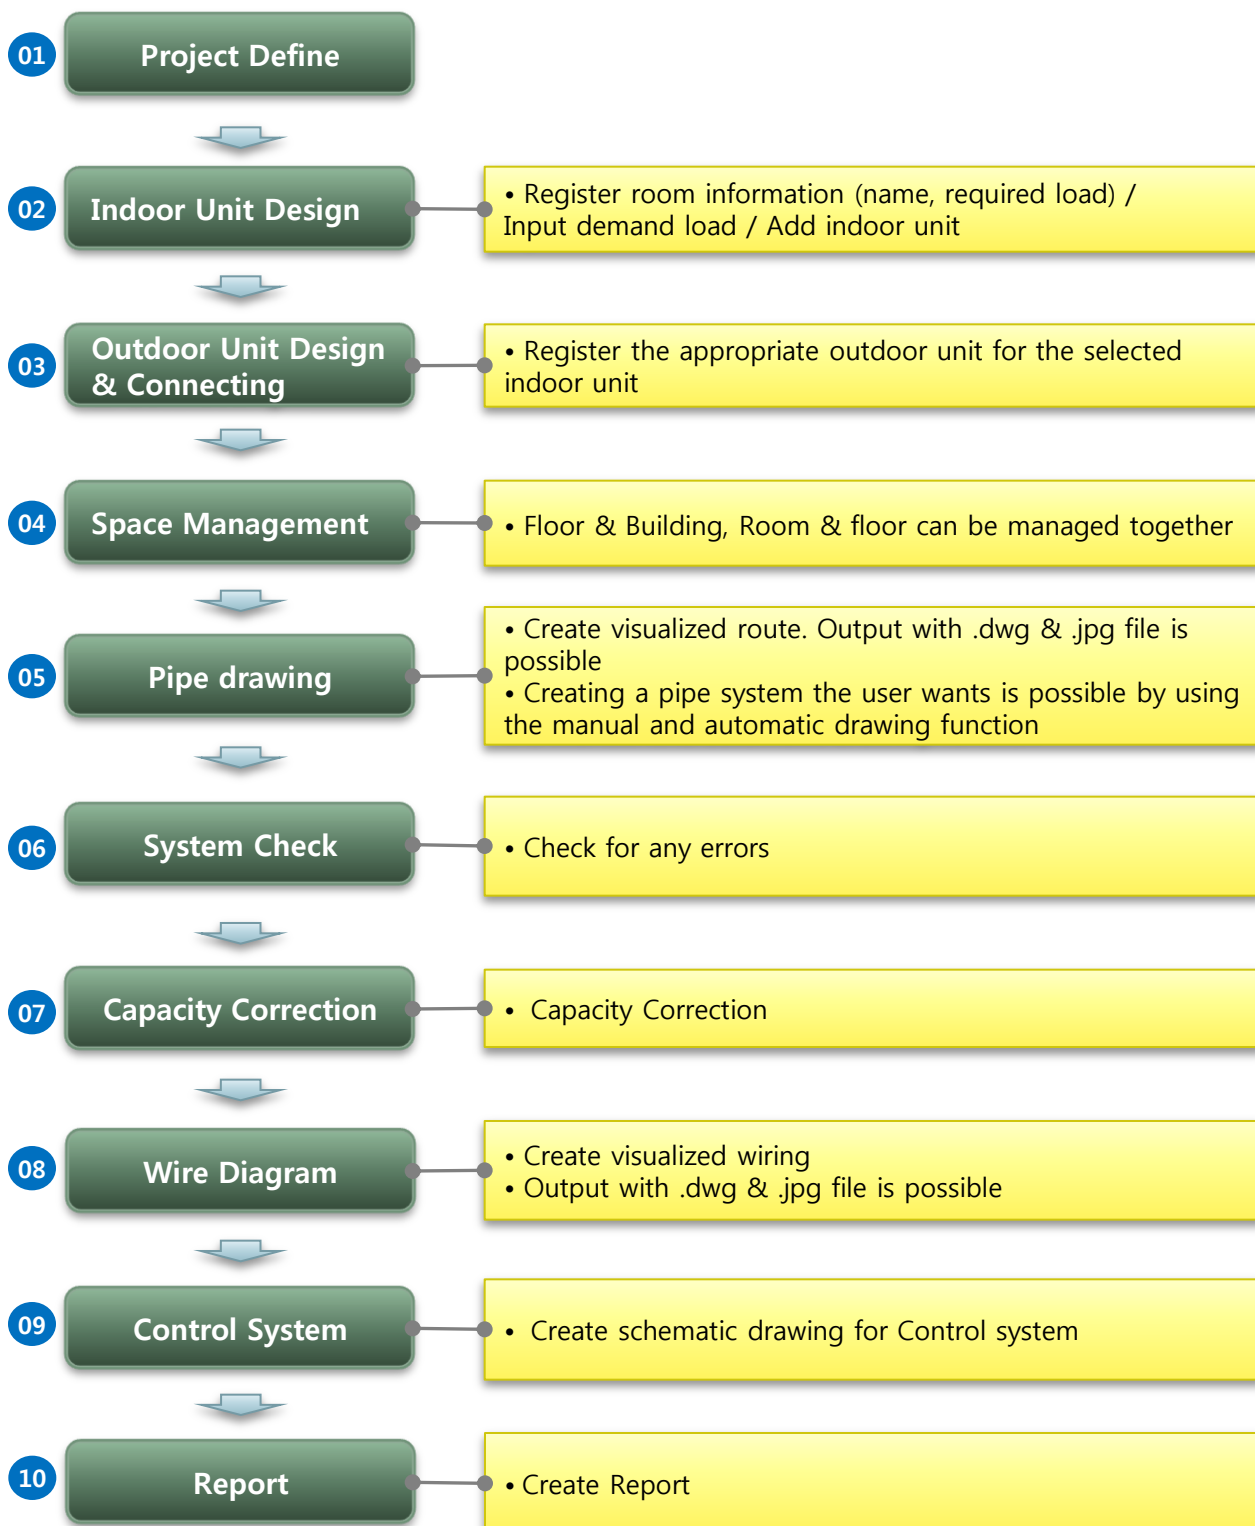 01
Project Define
02
Indoor Unit Design
• Register room information (name, required load) /
Input demand load / Add indoor unit
03
Outdoor Unit Design
& Connecting
• Register the appropriate outdoor unit for the selected
indoor unit
04
Space Management
• Floor & Building, Room & floor can be managed together
05
Pipe drawing
• Create visualized route. Output with .dwg & .jpg file is
possible
• Creating a pipe system the user wants is possible by using
the manual and automatic drawing function
06
System Check
• Check for any errors
07
Capacity Correction
• Capacity Correction
08
Wire Diagram
• Create visualized wiring
• Output with .dwg & .jpg file is possible
09
Control System
• Create schematic drawing for Control system
10
Report
• Create Report